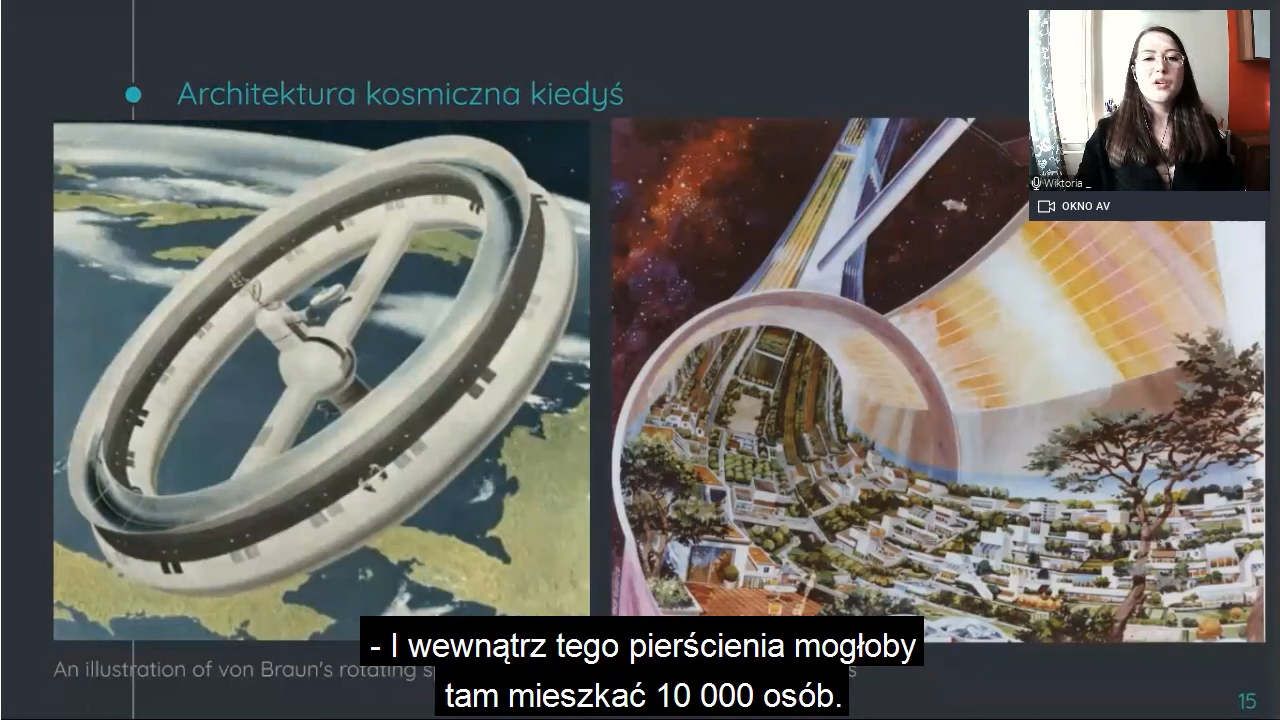 Architektura kosmiczna kiedyś
Wiktoria _
OKNO AV
An illustration of von Braun's rotating
- I wewnątrz tego pierścienia mogłoby
tam mieszkać 10 000 osób.
15